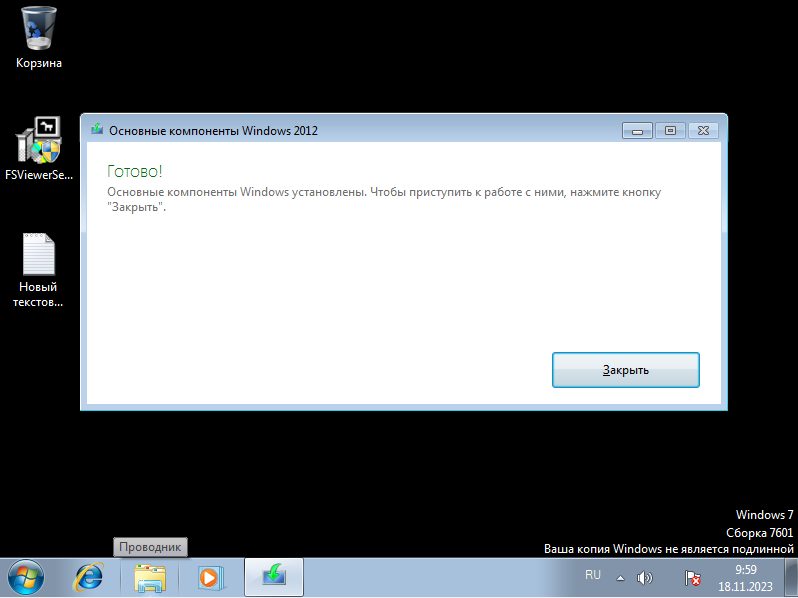 Корзина
FSViewerSe...
Новый
текстов...
Основные компоненты Windows 2012
Готово!
Основные компоненты Windows установлены. Чтобы приступить к работе с ними, нажмите кнопку
"Закрыть".
Закрыть
Windows 7
Сборка 7601
Ваша копия Windows не является подлинной
Проводник
RU
9:59
18.11.2023